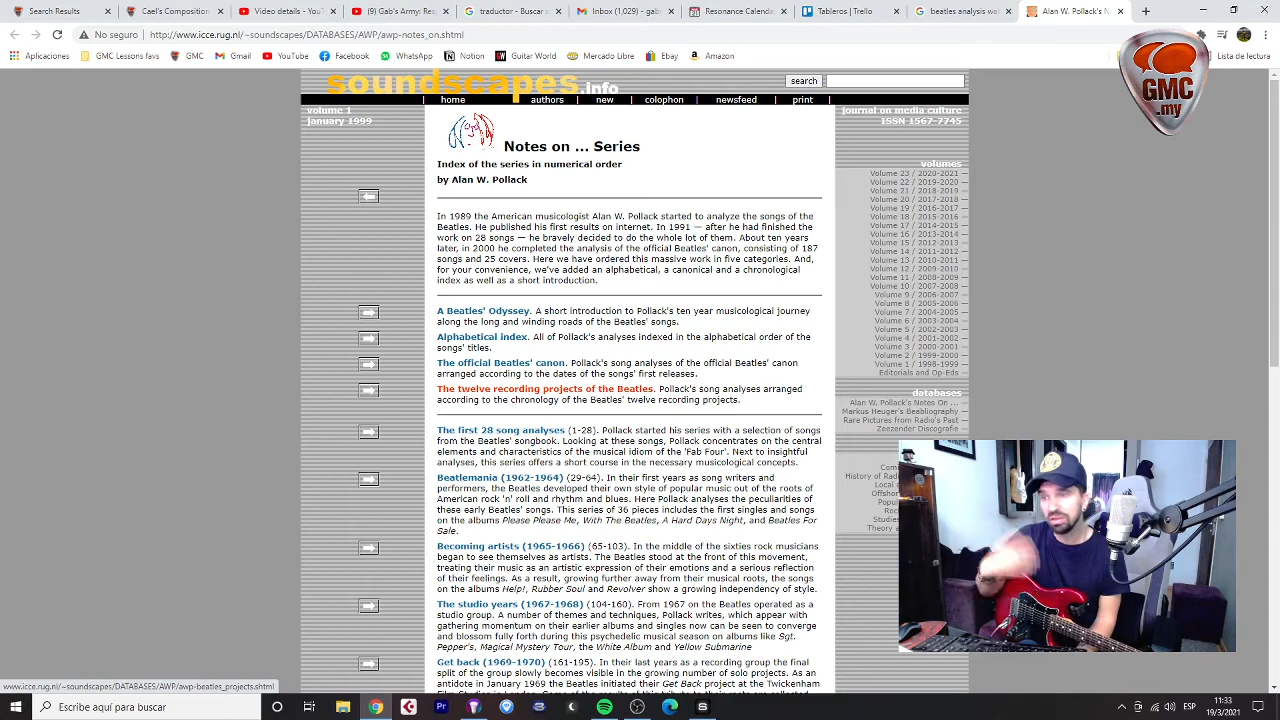 Search Results
Cael's Composition
Video details - YouT
(9) Gab's Army: Res
traductor - Buscar c
Inbox (1,029) - gab
Resonance Calenda
Tableros | Trello
beatles analysis wa
Alan W. Pollack's N
No seguro | http://www.icce.rug.nl/~soundscapes/DATABASES/AWP/awp-notes_on.shtml
Aplicaciones
GMC Lessons favs
GMC
Gmail
YouTube
Facebook
WhatsApp
Notion
Guitar World
Mercado Libre
Ebay
Amazon
Lista de lectura
GMC
.my
soundscapes.info
search
home
authors
new
colophon
newsfeed
print
volume 1
january 1999
journal on media culture
ISSN 1567-7745
Notes on ... Series
Index of the series in numerical order
by Alan W. Pollack
In 1989 the American musicologist Alan W. Pollack started to analyze the songs of the
Beatles. He published his first results on internet. In 1991 — after he had finished the
work on 28 songs — he bravely decided to do the whole lot of them. About ten years
later, in 2000 he completed the analysis of the official Beatles' canon, consisting of 187
songs and 25 covers. Here we have ordered this massive work in five categories. And,
for your convenience, we've added an alphabetical, a canonical and a chronological
index as well as a short introduction.
A Beatles' Odyssey. A short introduction to Pollack's ten year musicological journey
along the long and winding roads of the Beatles' songs.
Alphabetical index. All of Pollack's analyses indexed in the alphabetical order of the
songs' titles.
The official Beatles' canon. Pollack's song analyses of the official Beatles' canon
arranged according to the dates of the songs' first releases.
The twelve recording projects of the Beatles. Pollack's song analyses arranged
according to the chronology of the Beatles' twelve recording projects.
The first 28 song analyses (1-28). Pollack started his series with a selection of songs
from the Beatles' songbook. Looking at these songs, Pollack concentrates on the central
elements and characteristics of the musical idiom of the 'Fab Four'. Next to insightful
analyses, this series offers a short course in the necessary musicological concepts.
Beatlemania (1962-1964) (29-64). In their first years as song writers and
performers, the Beatles developed their own style of popular music out of the roots of
American rock 'n' roll and rhythm and blues. Here Pollack analyses the peculiarities of
these early Beatles' songs. This series of 36 pieces includes the first singles and songs
on the albums Please Please Me, With The Beatles, A Hard Days Night, and Beatles For
Sale.
Becoming artists (1965-1966) (65-103). In the middle of the sixties rock musicians
began to see themselves as artists. The Beatles stood at the front of this movement,
treating their music as an artistic expression of their emotions and a serious reflection
of their feelings. As a result, growing further away from their musical roots, the songs
on the albums Help!, Rubber Soul and Revolver show a growing independency of style.
The studio years (1967-1968) (104-160). From 1967 on the Beatles operated as a
studio group. A number of themes and techniques, Pollack writes, which appear with
gathering momentum on their earlier albums and singles now can be seen to converge
and blossom fully forth during this psychedelic musical season on albums like Sgt.
Peppers, Magical Mystery Tour, the White Album and Yellow Submarine
Get back (1969-1970) (161-195). In their last years as a recording group the final
split of the group slowly becomes visible in the growing number of solo projects. As an
antidote in January 1969 the Beatles initiated their Get Back project at the Twickenham
volumes
Volume 23 / 2020-2021
Volume 22 / 2019-2020
Volume 21 / 2018-2019
Volume 20 / 2017-2018
Volume 19 / 2016-2017
Volume 18 / 2015-2016
Volume 17 / 2014-2015
Volume 16 / 2013-2014
Volume 15 / 2012-2013
Volume 14 / 2011-2012
Volume 13 / 2010-2011
Volume 12 / 2009-2010
Volume 11 / 2008-2009
Volume 10 / 2007-2008
Volume 9 / 2006-2007
Volume 8 / 2005-2006
Volume 7 / 2004-2005
Volume 6 / 2003-2004
Volume 5 / 2002-2003
Volume 4 / 2001-2002
Volume 3 / 2000-2001
Volume 2 / 1999-2000
Volume 1 / 1998-1999
Editorials and Op-Eds
databases
Alan W. Pollack's Notes On ...
Markus Heuger's Beabliography
Rare Pictures from Radio's Past
Zeezender Discografie
History of Rad
Local
Offshor
Popu
Roc
Studie
Theory a
www.icce.rug.nl/~soundscapes/DATABASES/AWP/awp-beatles_projects.shtml
Escribe aquí para buscar
ESP
11:33
19/3/2021